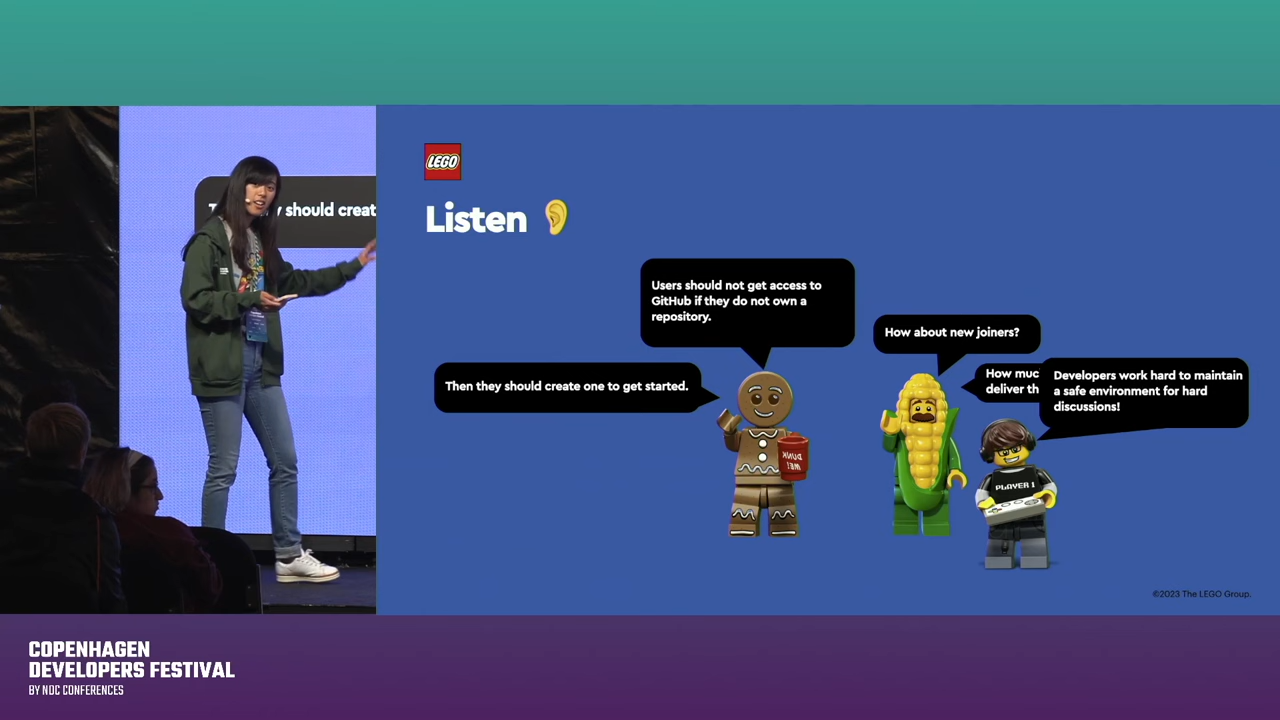 LEGO
Listen
Users should not get access to
GitHub if they do not own a
repository.
How about new joiners?
Then they should create one to get started.
How muc
deliver th
Developers work hard to maintain
a safe environment for hard
discussions!
DUNK
ME!
PLAYER 1
©2023 The LEGO Group.
should creat
COPENHAGEN
DEVELOPERS FESTIVAL
BY NDC CONFERENCES